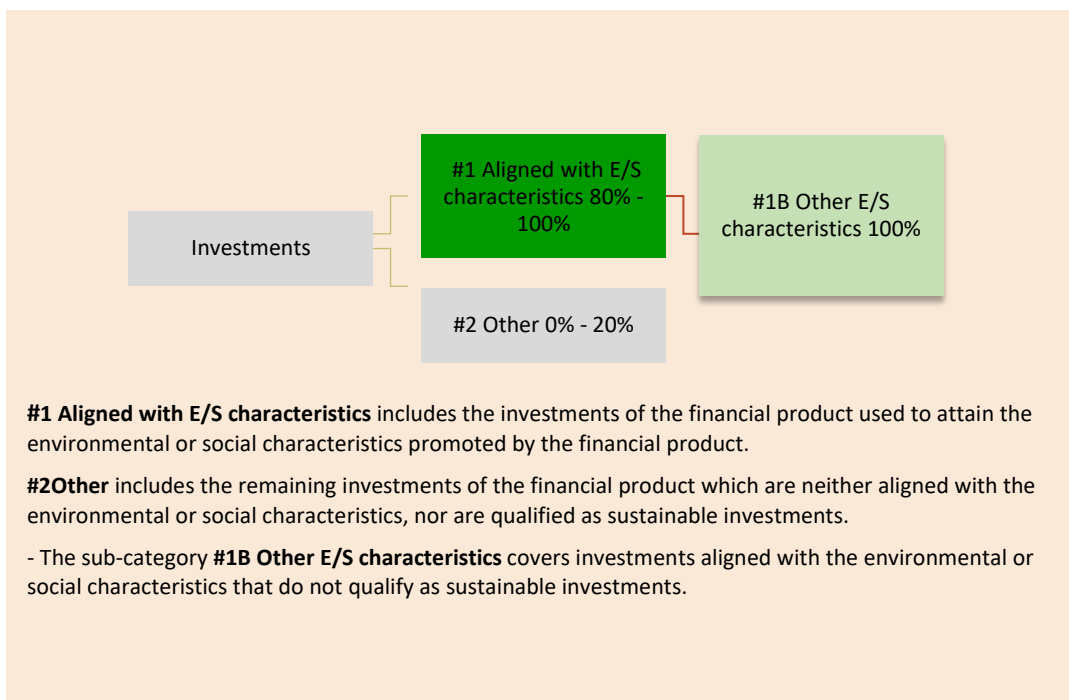 #1 Aligned with E/S
characteristics 80% -
100%
#1B Other E/S
characteristics 100%
Investments
#2 Other 0% - 20%
#1 Aligned with E/S characteristics includes the investments of the financial product used to attain the
environmental or social characteristics promoted by the financial product.
#2Other includes the remaining investments of the financial product which are neither aligned with the
environmental or social characteristics, nor are qualified as sustainable investments.
- The sub-category #1B Other E/S characteristics covers investments aligned with the environmental or
social characteristics that do not qualify as sustainable investments.